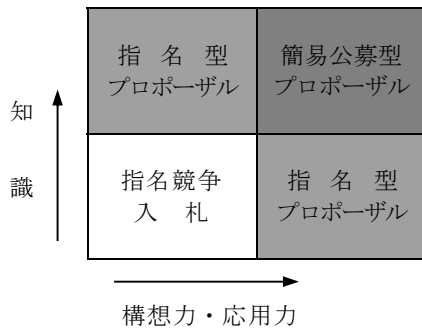 指名型
プロポーザル
簡易公募型
プロポーザル
知
識
指名競争
入札
指名型
プロポーザル
構想力・応用力